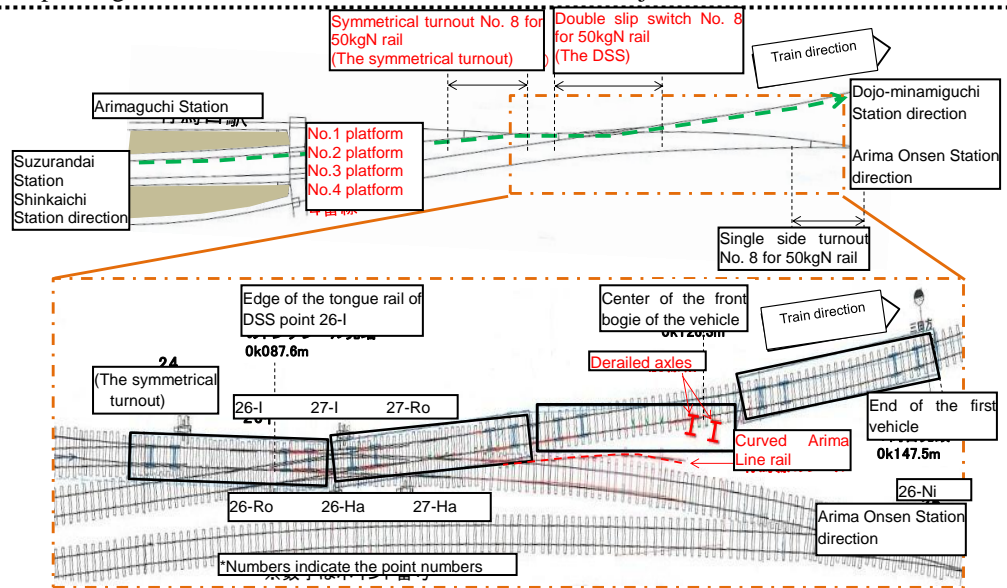 Symmetrical turnout No. 8 for
50kgN rail
(The symmetrical turnout)
Double slip switch No. 8
for 50kgN rail
(The DSS)
Train direction
Arimaguchi Station
Dojo-minamiguchi
Station direction
No.1 platform
No.2 platform
No.3 platform
No.4 platform
Suzurandai
Station
Shinkaichi
Station direction
Arima Onsen Station
direction
Single side turnout
No. 8 for 50kgN rail
Edge of the tongue rail of
DSS point 26-I
0k087.6m
Center of the front
bogie of the vehicle
Train direction
24
(The symmetrical
turnout)
Derailed axles
26-I 27-I 27-Ro
End of the first
vehicle
0k147.5m
Curved Arima
Line rail
26-Ro 26-Ha 27-Ha
26-Ni
Arima Onsen Station
direction
*Numbers indicate the point numbers